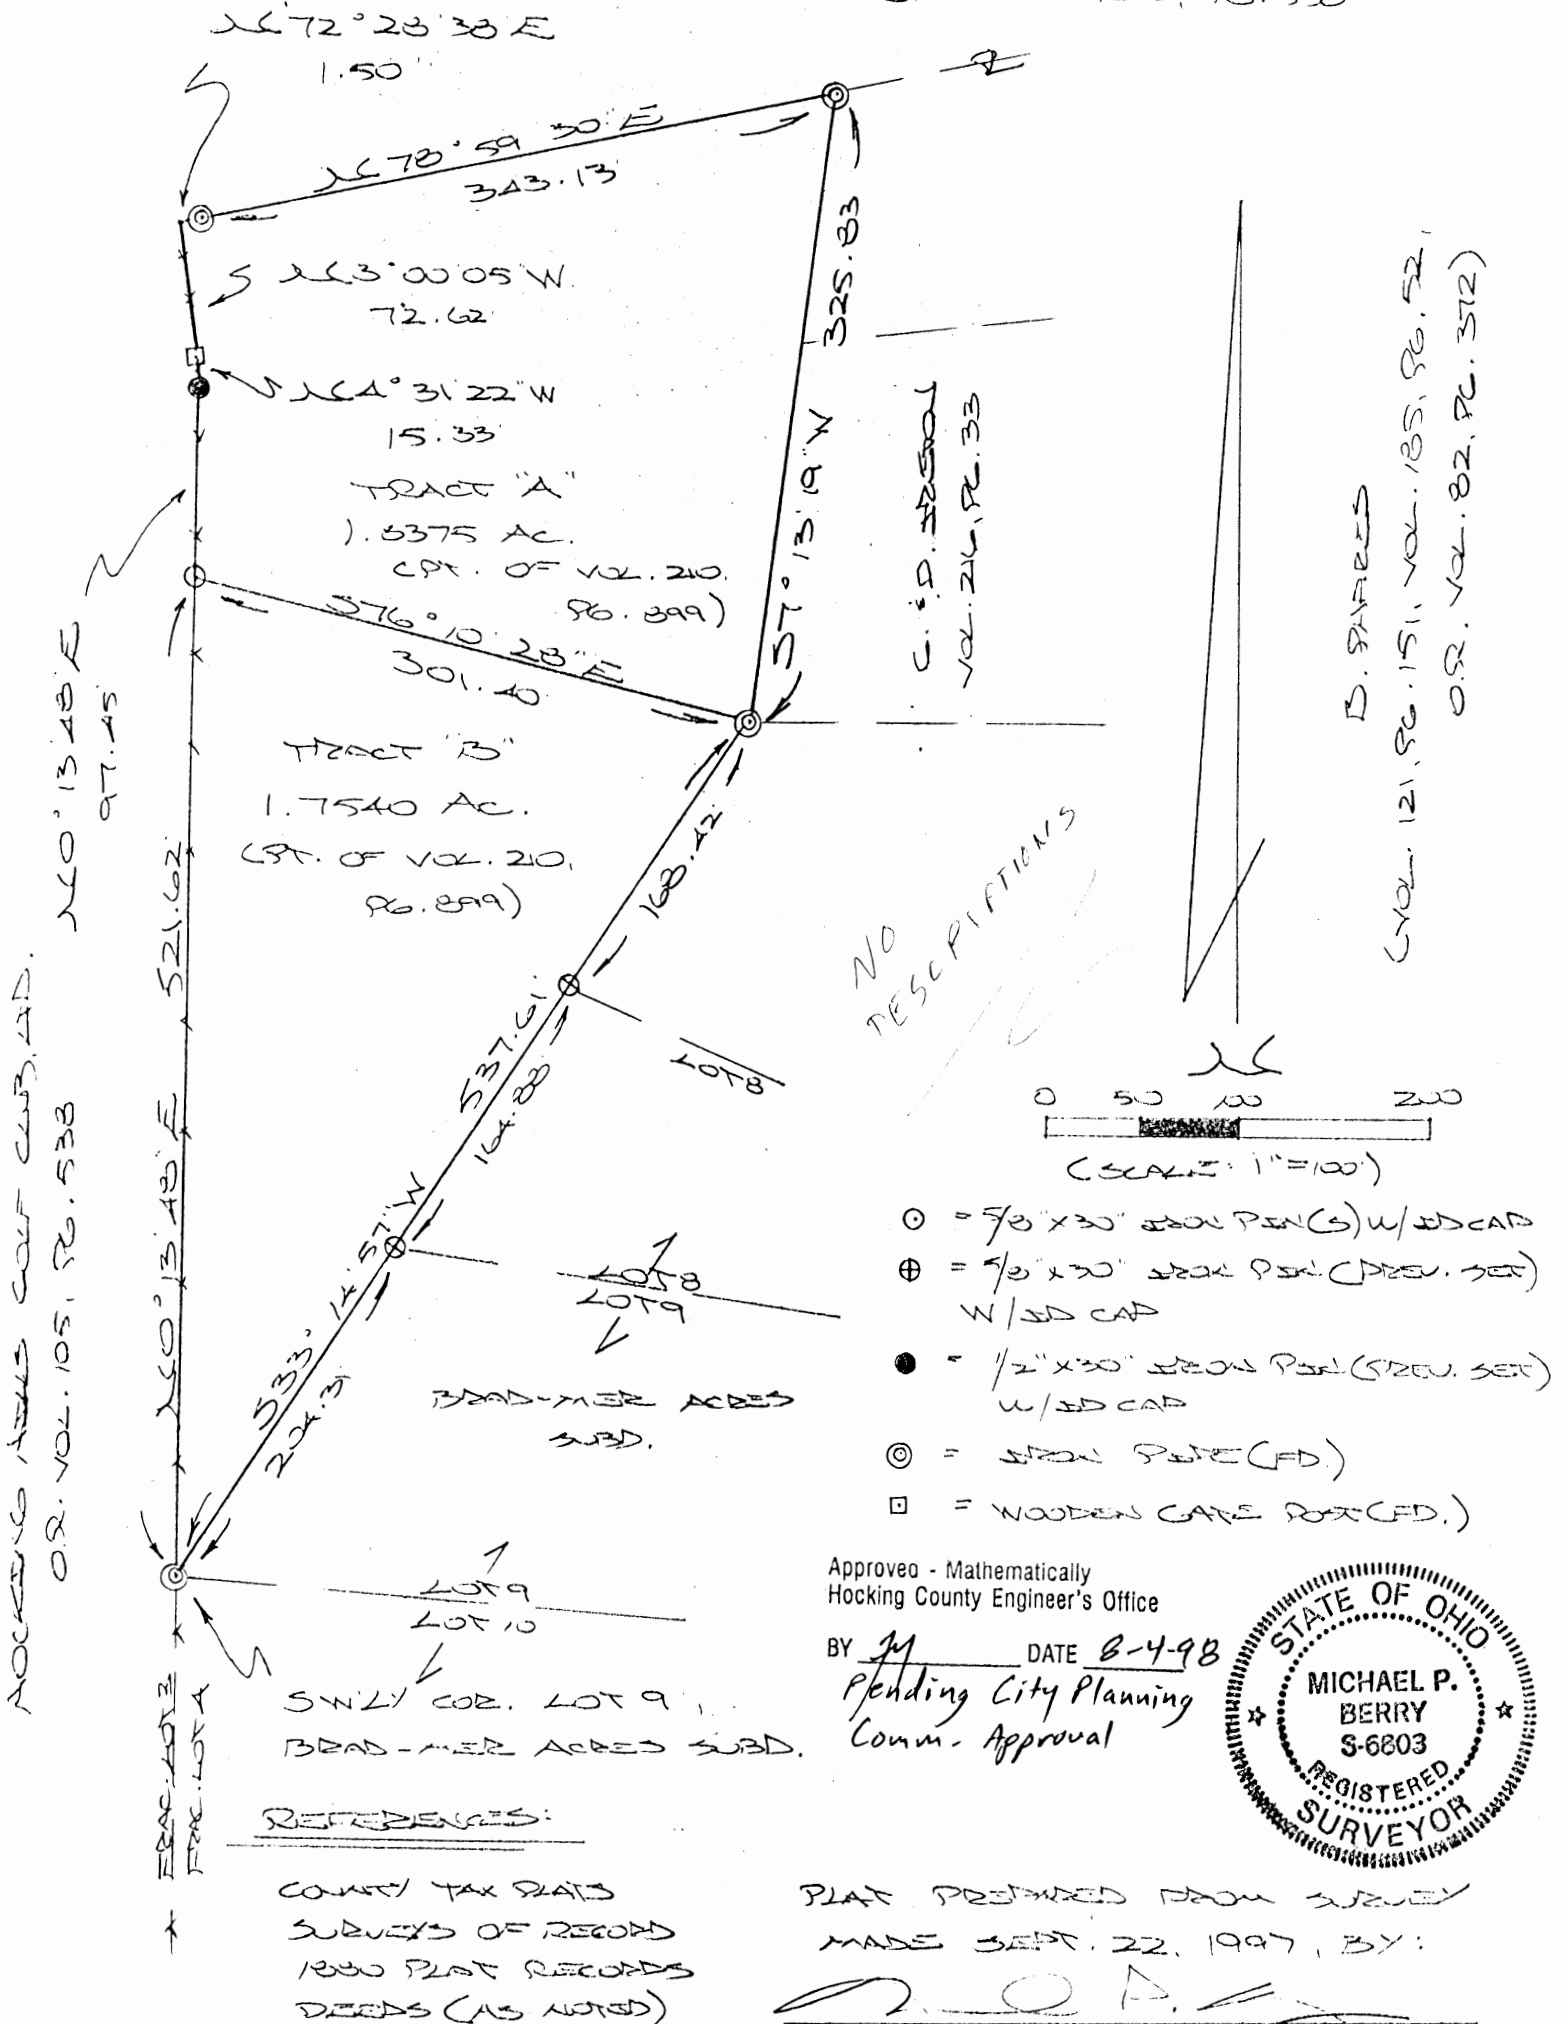 N 72° 28' 38" E
1.50'
N 78° 59' 30" E
343.13'
N 3° 00' 05" W
72.62'
N 4° 31' 22" W
15.33'
TRACT "A"
.3375 AC.
(PT. OF VOL. 210,
PG. 899)
S 7° 13' 19" W
325.83
C. & D.
VOL. 216, PG. 33
B. PHARES
(VOL. 121, PG. 151, VOL. 185, PG. 52,
O.R. VOL. 82, PG. 372)
N 0° 13' 48" E
97.45'
S 76° 10' 28" E
301.40'
TRACT "B"
1.7540 AC.
(PT. OF VOL. 210,
PG. 899)
HOCKING HILLS GOLF CLUB, LTD.
O.R. VOL. 105, PG. 538
N 0° 13' 48" E 521.62'
S 33° 14' 57" W 537.61'
168.42'
164.88'
204.31'
NO
DESCRIPTIONS
LOT 8
LOT 8
LOT 9
BRAD-MER ACRES
SUBD.
LOT 9
LOT 10
SW'LY COR. LOT 9,
BRAD-MER ACRES SUBD.
FRAC. LOT 3
FRAC. LOT 4
N
0 50 100 200
(SCALE: 1"=100')
= 5/8" X 30" IRON PIN(S) W/ ID CAP
= 5/8" X 30" IRON PIN (PREV. SET)
W/ ID CAP
= 1/2" X 30" IRON PIN (PREV. SET)
W/ ID CAP
= IRON PIPE (FD.)
= WOODEN GATE POST (FD.)
Approved - Mathematically
Hocking County Engineer's Office
BY DATE 8-4-98
Pending City Planning
Comm. Approval
STATE OF OHIO
MICHAEL P.
BERRY
S-6803
REGISTERED
SURVEYOR
REFERENCES:
COUNTY TAX PLATS
SURVEYS OF RECORD
1880 PLAT RECORDS
DEEDS (AS NOTED)
PLAT PREPARED FROM SURVEY
MADE SEPT. 22, 1997, BY: